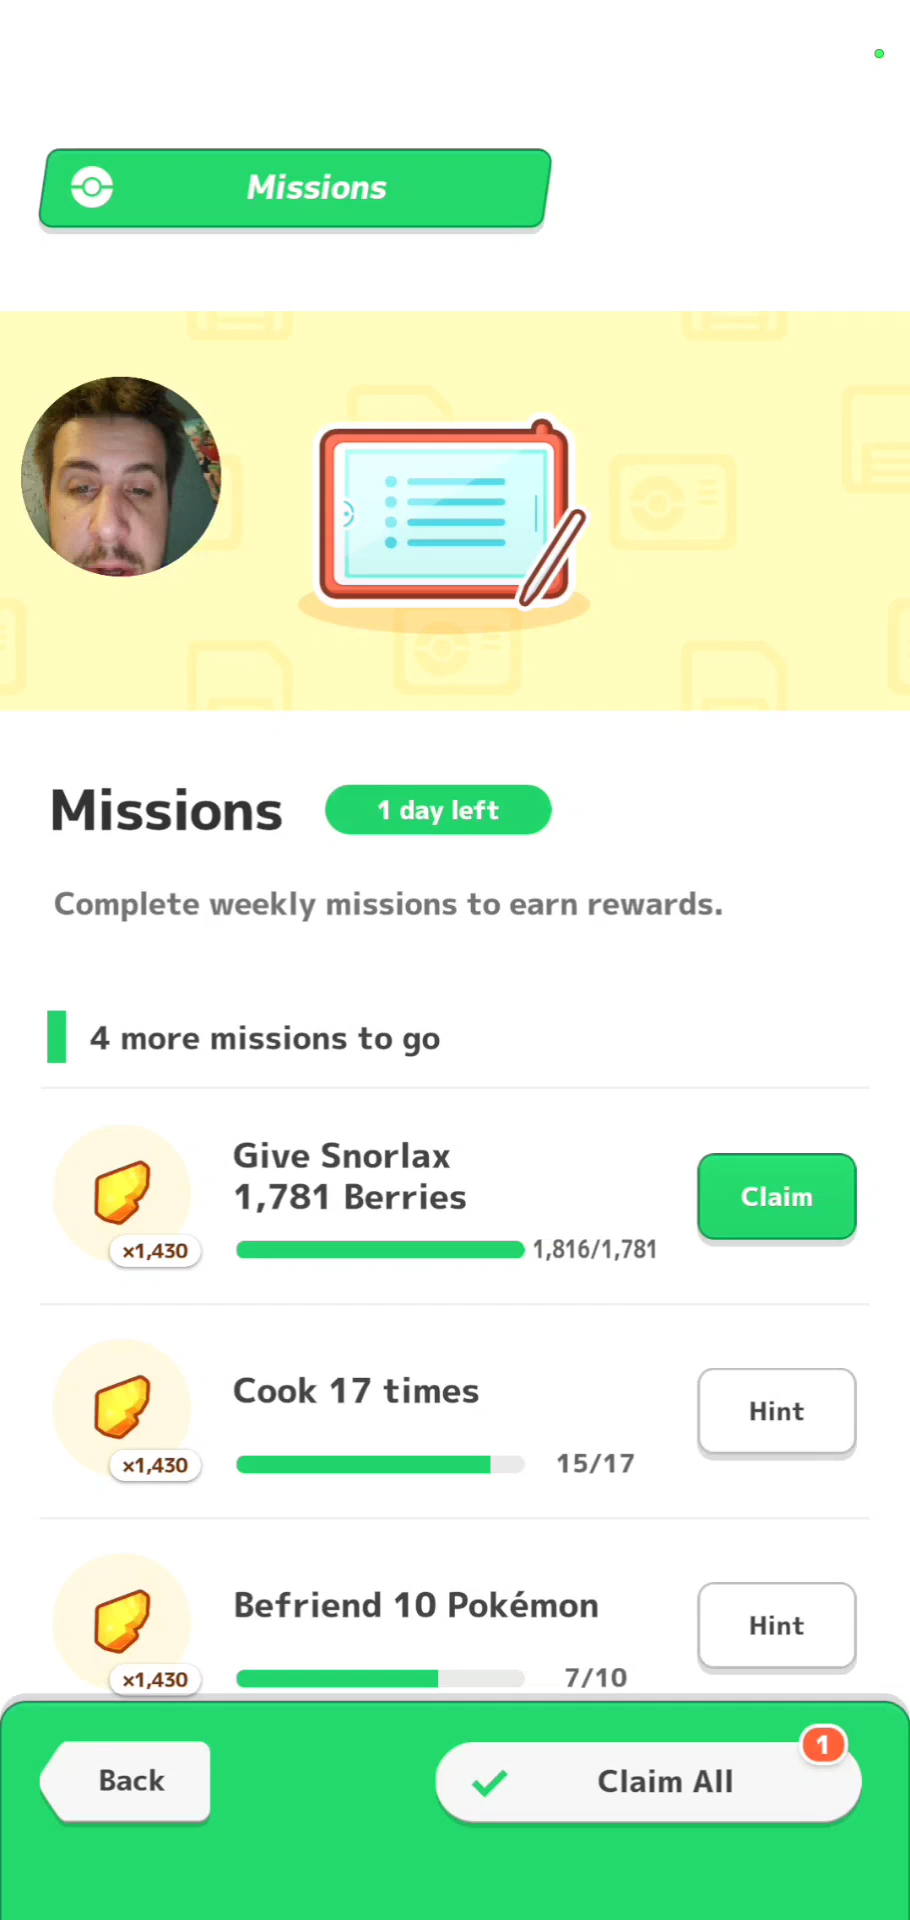 Missions
Missions
1 day left
Complete weekly missions to earn rewards.
4 more missions to go
Give Snorlax
1,781 Berries
Claim
×1,430
1,816/1,781
Cook 17 times
Hint
×1,430
15/17
Befriend 10 Pokémon
Hint
×1,430
7/10
1
Back
Claim All